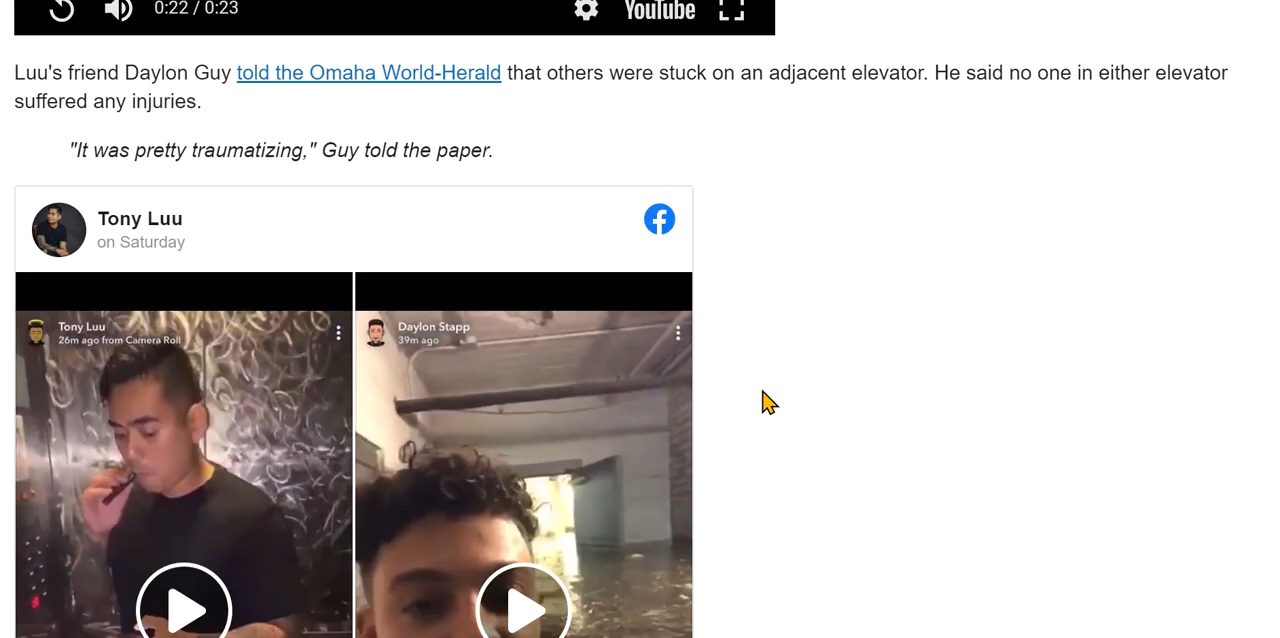 0:22 / 0:23 YouTube
Luu's friend Daylon Guy told the Omaha World-Herald that others were stuck on an adjacent elevator. He said no one in either elevator
suffered any injuries.
"It was pretty traumatizing," Guy told the paper.
Tony Luu
on Saturday
Tony Luu
26m ago from Camera Roll
Daylon Stapp
39m ago